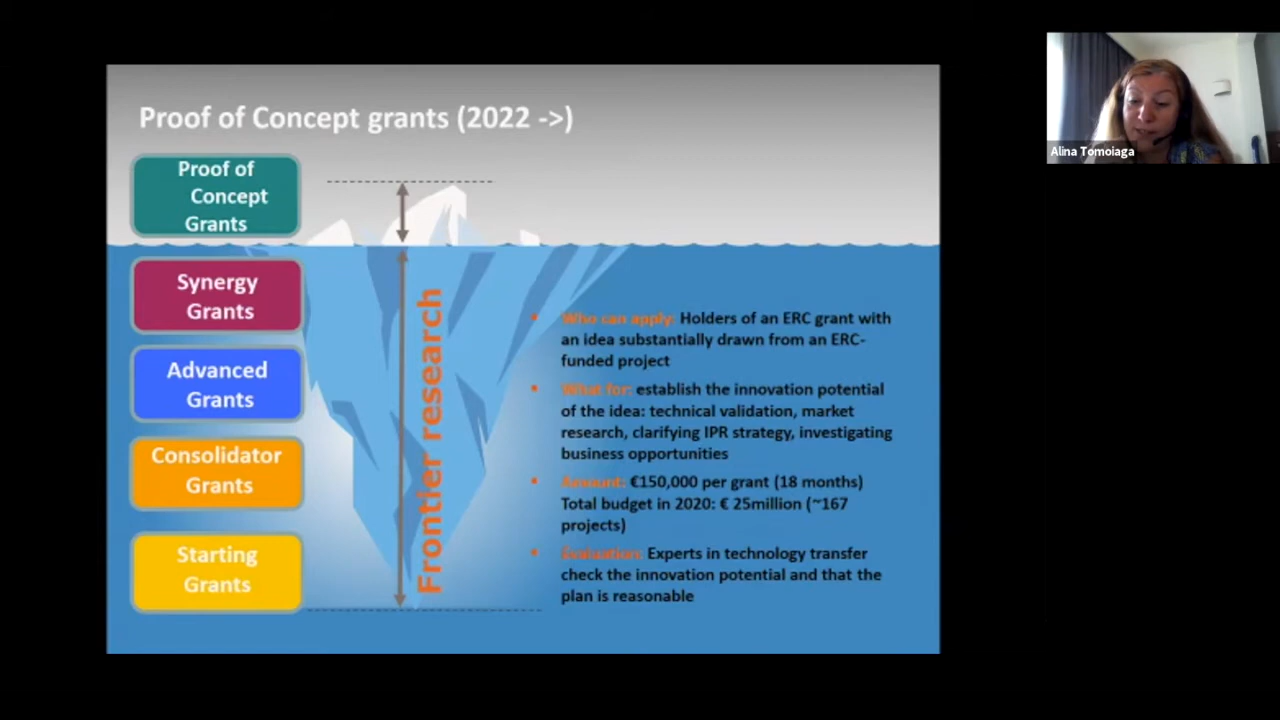 Proof of Concept grants (2022 ->)
Proof of
Concept
Grants
Synergy
Grants
Advanced
Grants
Consolidator
Grants
Starting
Grants
Frontier research
• Who can apply: Holders of an ERC grant with
an idea substantially drawn from an ERC-
funded project
• What for: establish the innovation potential
of the idea: technical validation, market
research, clarifying IPR strategy, investigating
business opportunities
• Amount: €150,000 per grant (18 months)
Total budget in 2020: € 25million (~167
projects)
• Evaluation: Experts in technology transfer
check the innovation potential and that the
plan is reasonable
Alina Tomoiaga